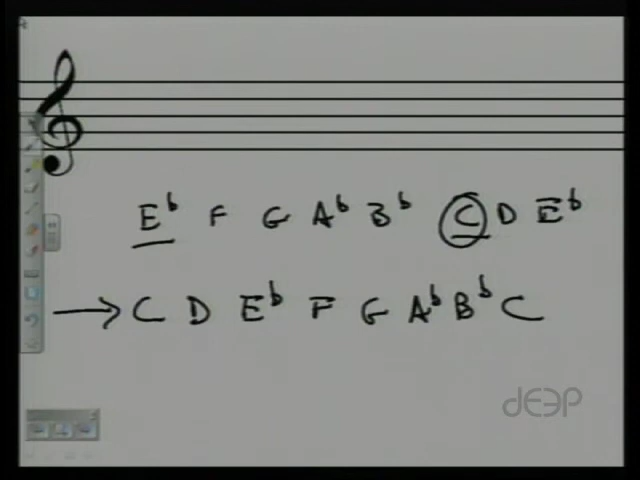 E♭ F G A♭ B♭ C D E♭
→ C D E♭ F G A♭ B♭ C
dEEP